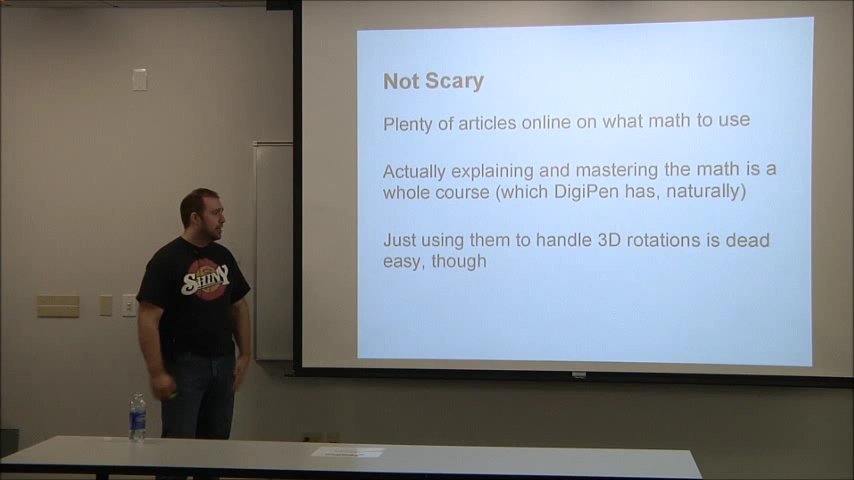 Not Scary
Plenty of articles online on what math to use
Actually explaining and mastering the math is a
whole course (which DigiPen has, naturally)
Just using them to handle 3D rotations is dead
easy, though
SHINY